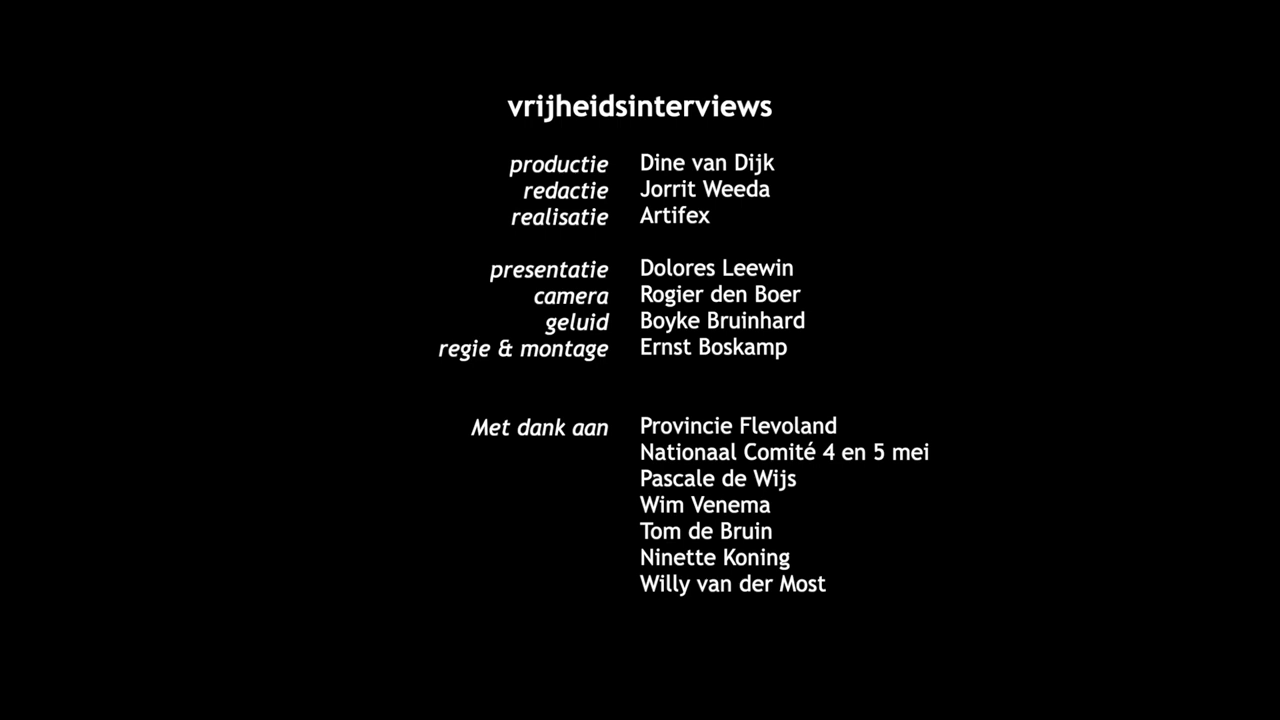 vrijheidsinterviews
productie Dine van Dijk
redactie Jorrit Weeda
realisatie Artifex
presentatie Dolores Leewin
camera Rogier den Boer
geluid Boyke Bruinhard
regie & montage Ernst Boskamp
Met dank aan Provincie Flevoland
Nationaal Comité 4 en 5 mei
Pascale de Wijs
Wim Venema
Tom de Bruin
Ninette Koning
Willy van der Most